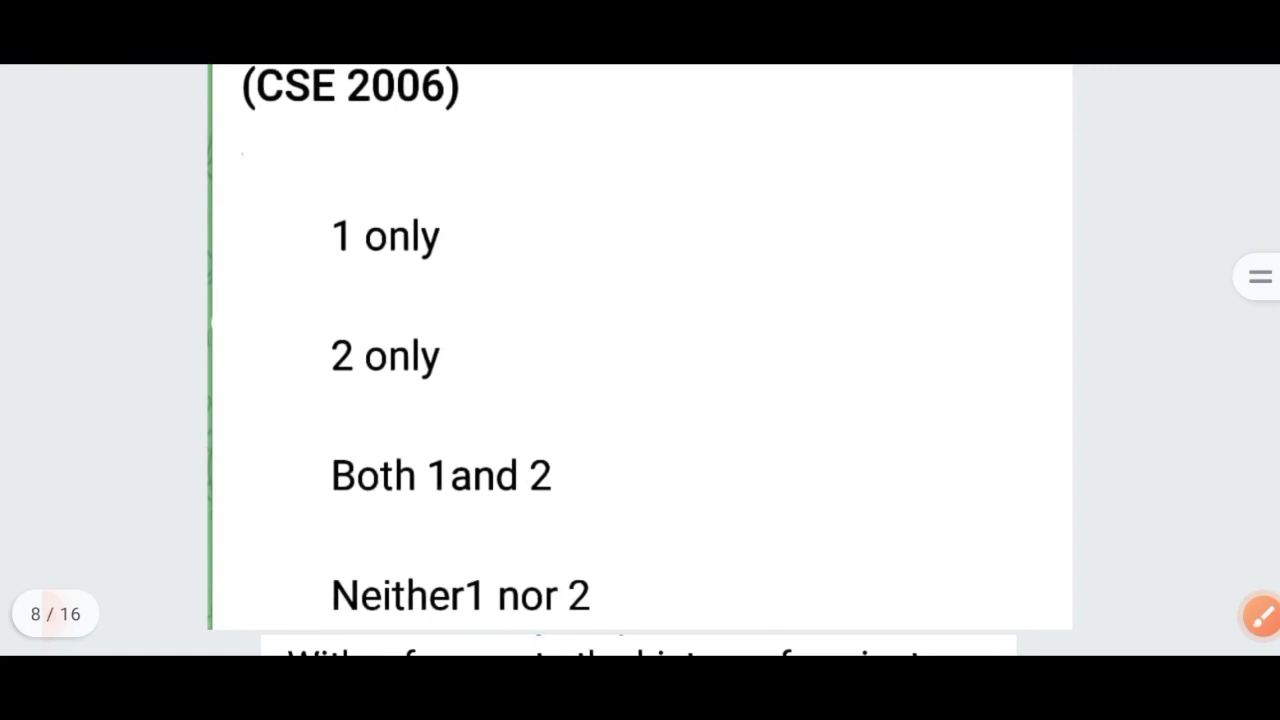 (CSE 2006)
1 only
2 only
Both 1and 2
Neither1 nor 2
8 / 16